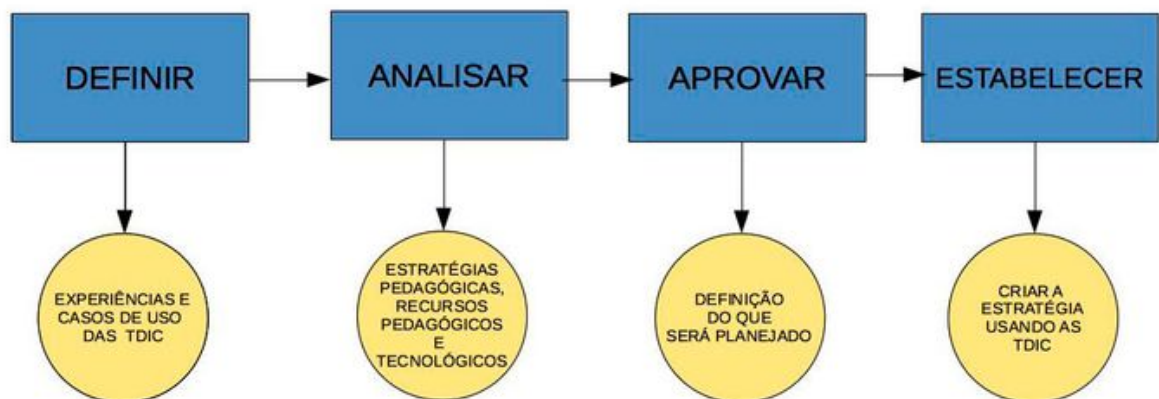 DEFINIR
ANALISAR
APROVAR
ESTABELECER
EXPERIÊNCIAS E
CASOS DE USO
DAS TDIC
ESTRATÉGIAS
PEDAGÓGICAS,
RECURSOS
PEDAGÓGICOS
E
TECNOLÓGICOS
DEFINIÇÃO
DO QUE
SERÁ PLANEJADO
CRIAR A
ESTRATÉGIA
USANDO AS
TDIC